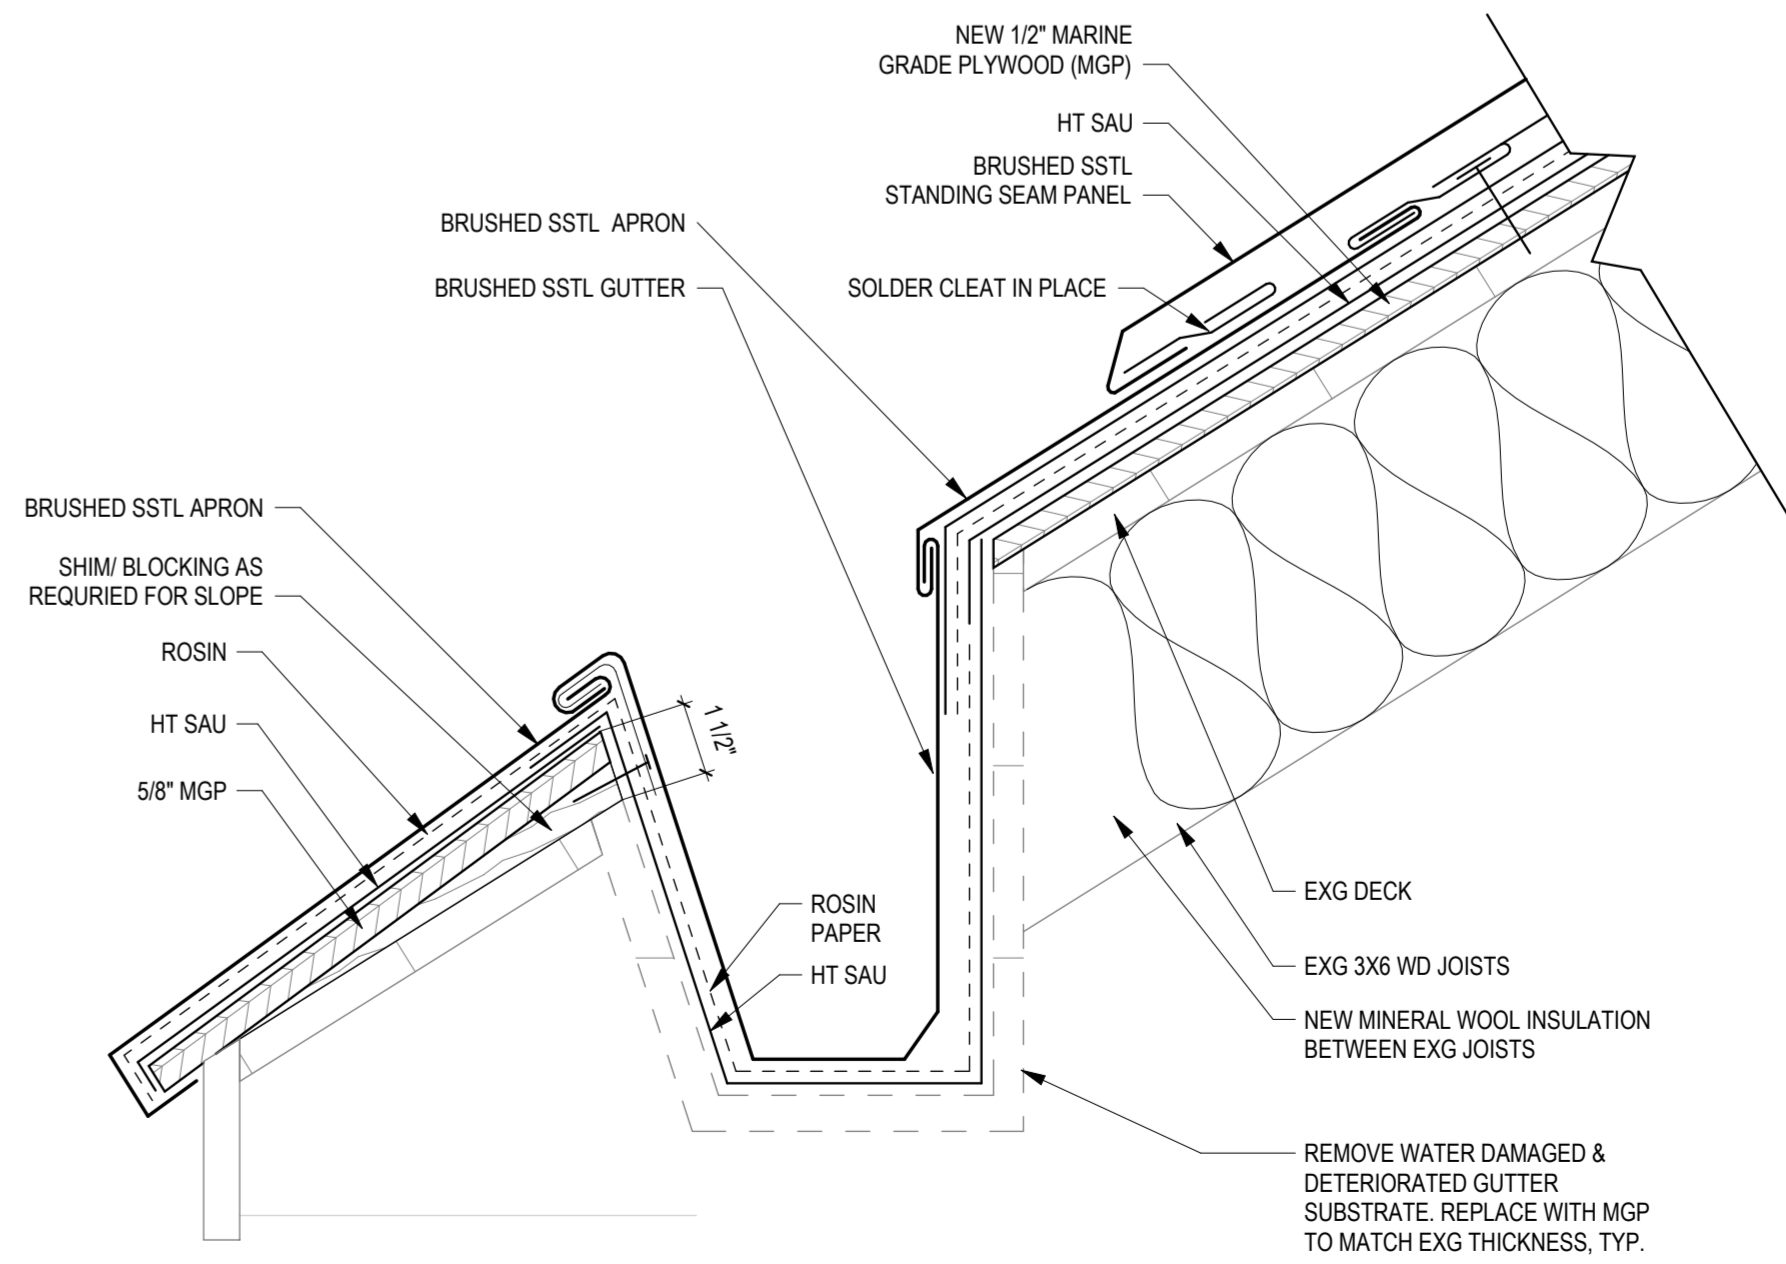 NEW 1/2" MARINE
GRADE PLYWOOD (MGP)
HT SAU
BRUSHED SSTL
STANDING SEAM PANEL
SOLDER CLEAT IN PLACE
BRUSHED SSTL APRON
BRUSHED SSTL GUTTER
BRUSHED SSTL APRON
SHIM/ BLOCKING AS
REQURIED FOR SLOPE
ROSIN
HT SAU
5/8" MGP
1 1/2"
ROSIN
PAPER
HT SAU
EXG DECK
EXG 3X6 WD JOISTS
NEW MINERAL WOOL INSULATION
BETWEEN EXG JOISTS
REMOVE WATER DAMAGED &
DETERIORATED GUTTER
SUBSTRATE. REPLACE WITH MGP
TO MATCH EXG THICKNESS, TYP.